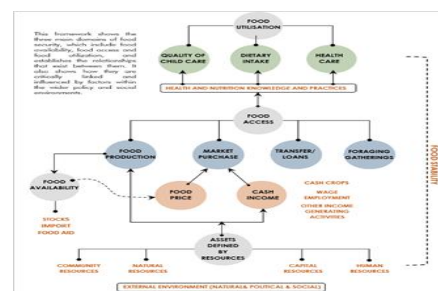 This framework shows the
three main domains of food
security, which include food
availability, food access and
food utilization, and
establishes the relationships
that exist between them. It
also shows how they are
critically linked and
influenced by factors within
the wider policy and social
environments.
FOOD
UTILISATION
QUALITY OF
CHILD CARE
DIETARY
INTAKE
HEALTH
CARE
HEALTH AND NUTRITION KNOWLEDGE AND PRACTICES
FOOD
ACCESS
FOOD
PRODUCTION
MARKET
PURCHASE
TRANSFER/
LOANS
FORAGING
GATHERINGS
FOOD STABILITY
FOOD
AVAILABILITY
FOOD
PRICE
CASH
INCOME
CASH CROPS
WAGE
EMPLOYMENT
OTHER INCOME
GENERATING
ACTIVITIES
STOCKS
IMPORT
FOOD AID
ASSETS
DEFINED
BY
RESOURCES
COMMUNITY
RESOURCES
NATURAL
RESOURCES
CAPITAL
RESOURCES
HUMAN
RESOURCES
EXTERNAL ENVIRONMENT (NATURAL& POLITICAL & SOCIAL)